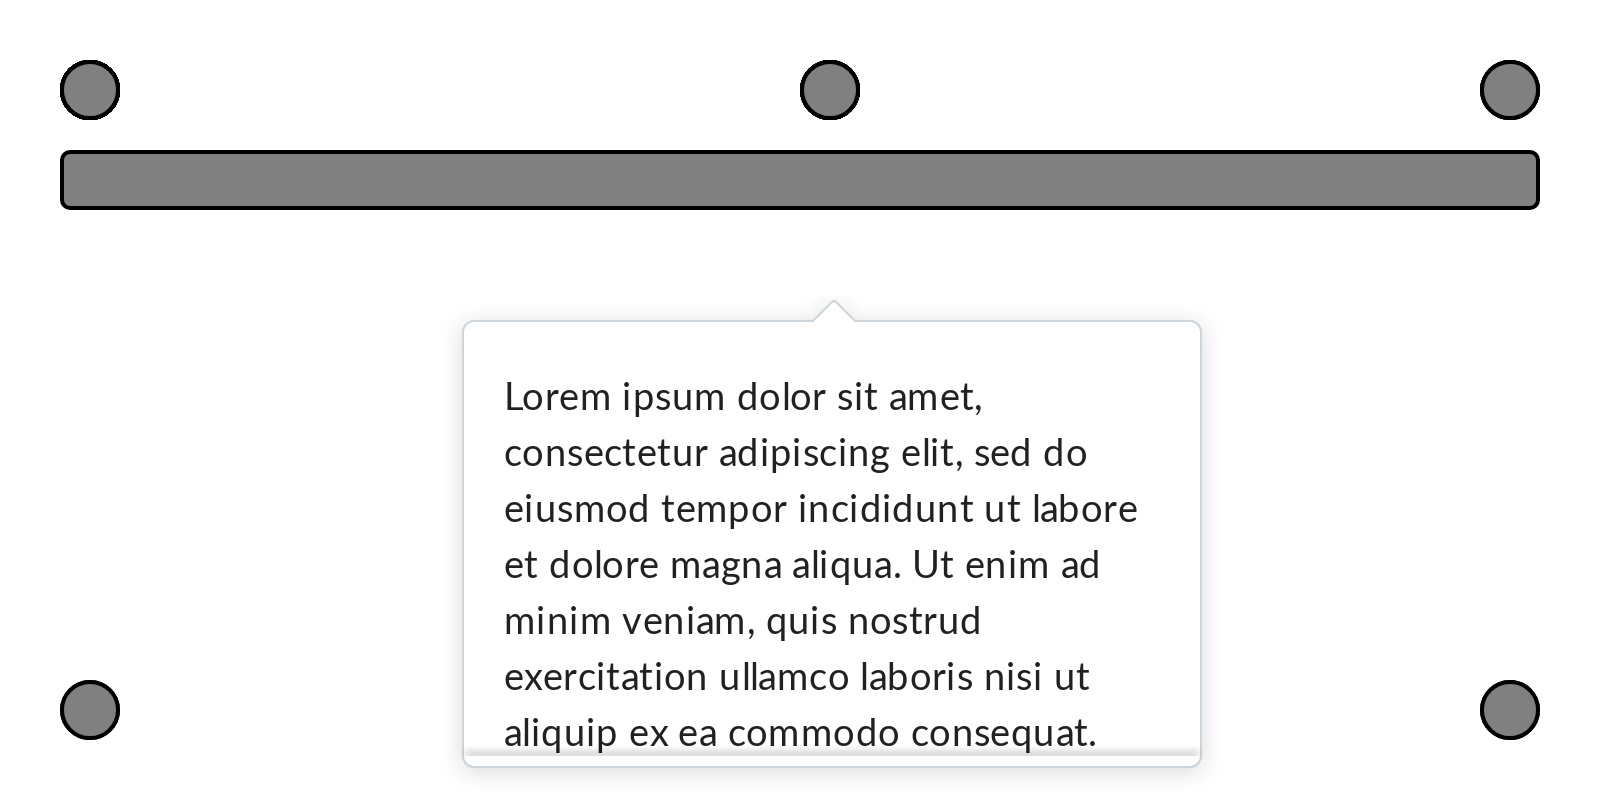 Lorem ipsum dolor sit amet,
consectetur adipiscing elit, sed do
eiusmod tempor incididunt ut labore
et dolore magna aliqua. Ut enim ad
minim veniam, quis nostrud
exercitation ullamco laboris nisi ut
aliquip ex ea commodo consequat.